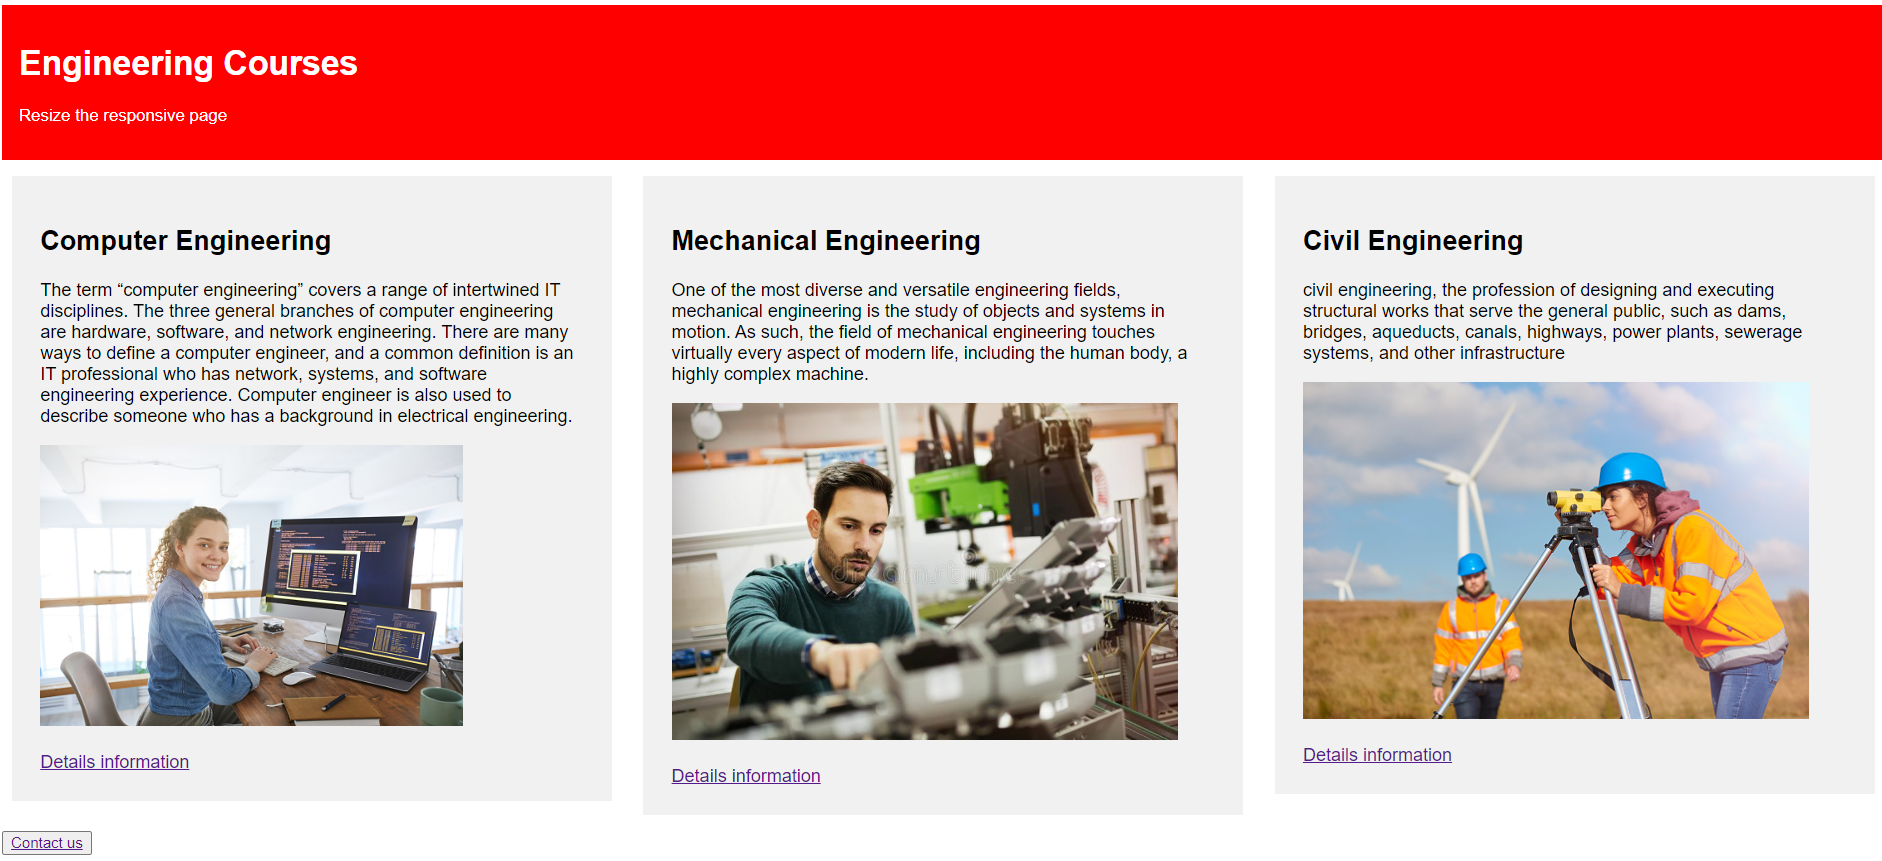 Engineering Courses
Resize the responsive page
Computer Engineering
The term “computer engineering” covers a range of intertwined IT
disciplines. The three general branches of computer engineering
are hardware, software, and network engineering. There are many
ways to define a computer engineer, and a common definition is an
IT professional who has network, systems, and software
engineering experience. Computer engineer is also used to
describe someone who has a background in electrical engineering.
Details information
Mechanical Engineering
One of the most diverse and versatile engineering fields,
mechanical engineering is the study of objects and systems in
motion. As such, the field of mechanical engineering touches
virtually every aspect of modern life, including the human body, a
highly complex machine.
Details information
Civil Engineering
civil engineering, the profession of designing and executing
structural works that serve the general public, such as dams,
bridges, aqueducts, canals, highways, power plants, sewerage
systems, and other infrastructure
Details information
Contact us